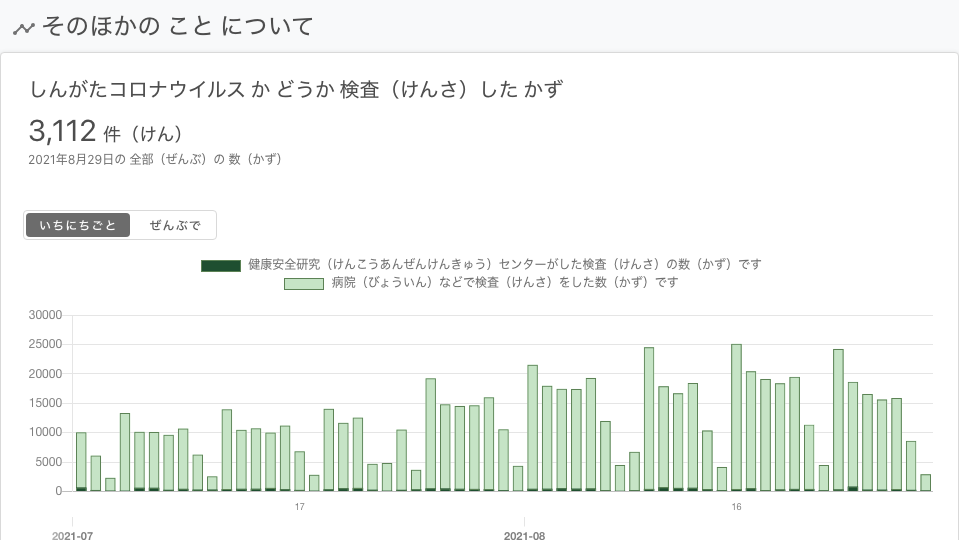 そのほかの こと について
しんがたコロナウイルス か どうか 検査（けんさ）した かず
3,112 件（けん）
2021年8月29日の 全部（ぜんぶ）の 数（かず）
いちにちごと ぜんぶで
健康安全研究（けんこうあんぜんけんきゅう）センターがした検査（けんさ）の数（かず）です
病院（びょういん）などで検査（けんさ）をした数（かず）です
30000
25000
20000
15000
10000
5000
0
17 16
2021-07 2021-08